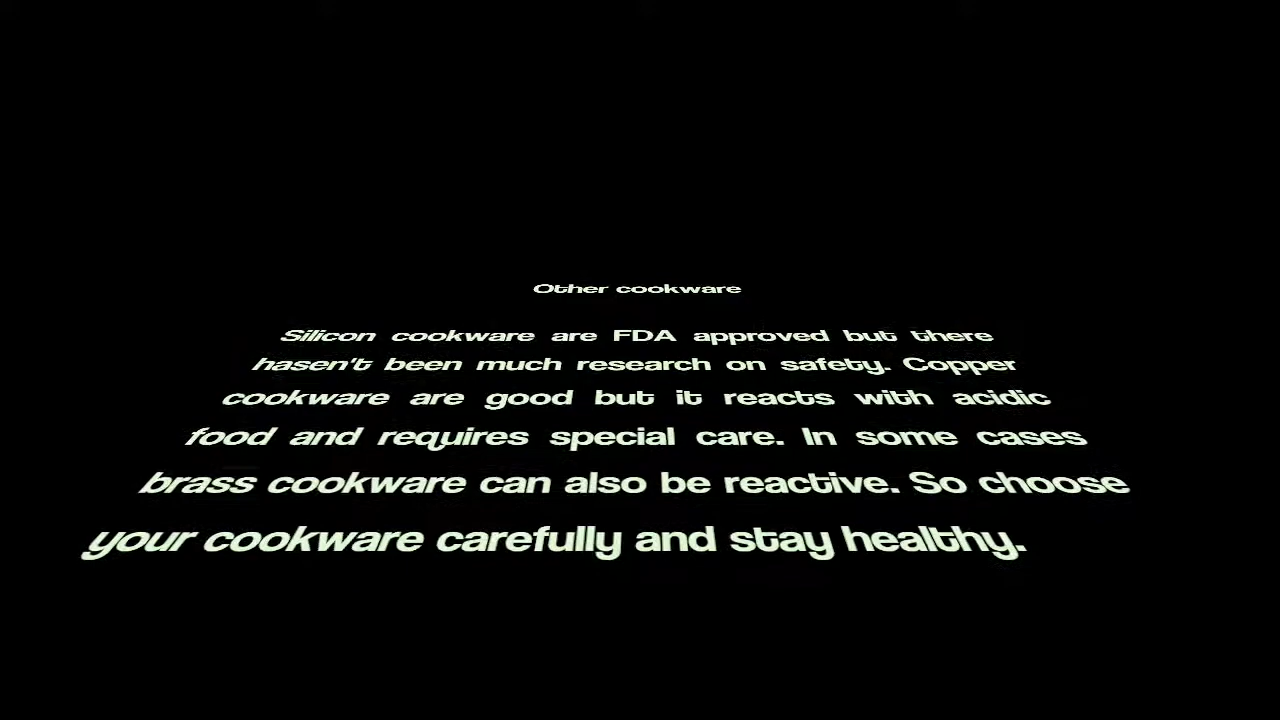 Other cookware
Silicon cookware are FDA approved but there
hasen't been much research on safety. Copper
cookware are good but it reacts with acidic
food and requires special care. In some cases
brass cookware can also be reactive. So choose
your cookware carefully and stay healthy.